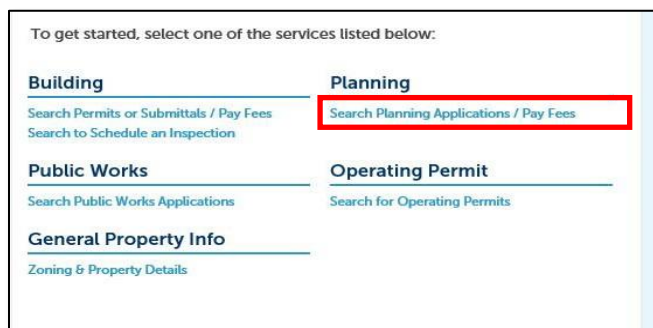 To get started, select one of the services listed below:
Building
Search Permits or Submittals / Pay Fees
Search to Schedule an Inspection
Planning
Search Planning Applications / Pay Fees
Public Works
Search Public Works Applications
Operating Permit
Search for Operating Permits
General Property Info
Zoning & Property Details